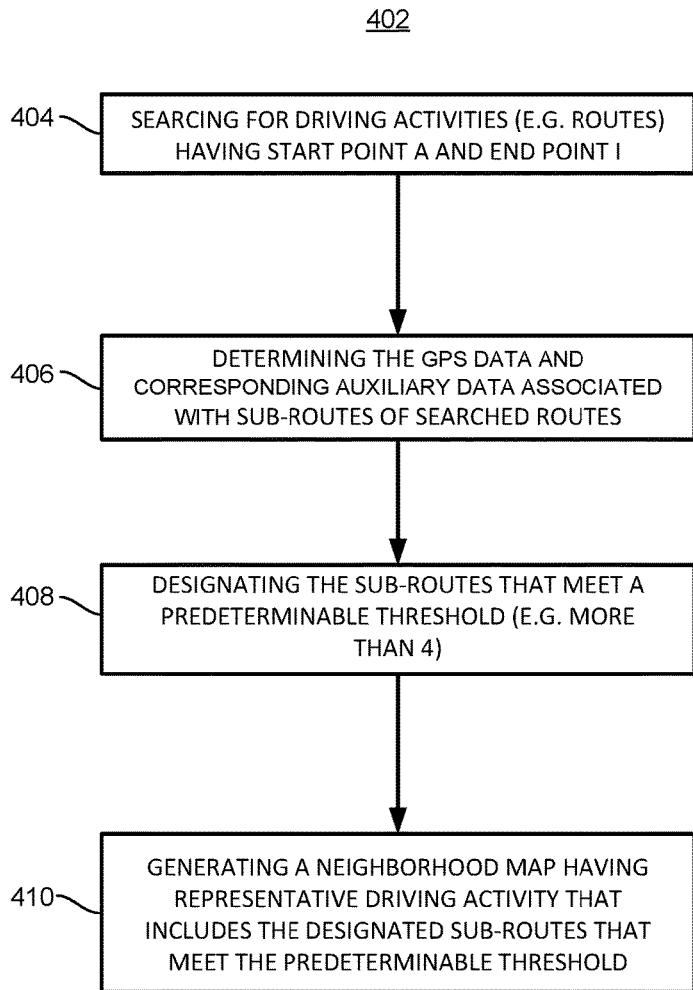 402
404
SEARCING FOR DRIVING ACTIVITIES (E.G. ROUTES)
HAVING START POINT A AND END POINT I
406
DETERMINING THE GPS DATA AND
CORRESPONDING AUXILIARY DATA ASSOCIATED
WITH SUB-ROUTES OF SEARCHED ROUTES
408
DESIGNATING THE SUB-ROUTES THAT MEET A
PREDETERMINABLE THRESHOLD (E.G. MORE
THAN 4)
410
GENERATING A NEIGHBORHOOD MAP HAVING
REPRESENTATIVE DRIVING ACTIVITY THAT
INCLUDES THE DESIGNATED SUB-ROUTES THAT
MEET THE PREDETERMINABLE THRESHOLD